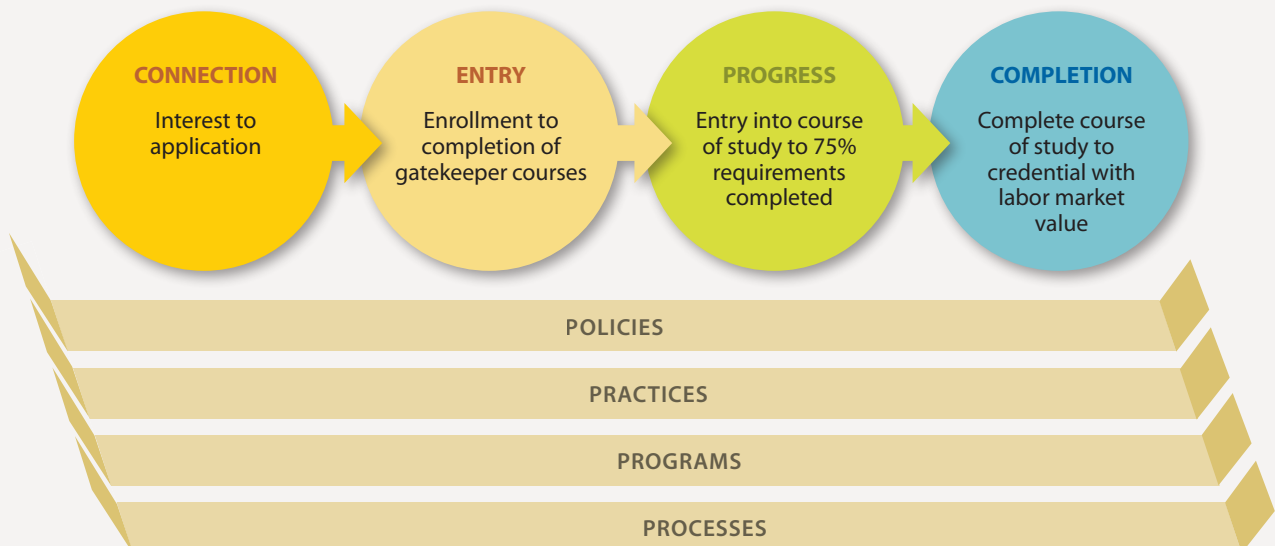 CONNECTION
Interest to
application
ENTRY
Enrollment to
completion of
gatekeeper courses
PROGRESS
Entry into course
of study to 75%
requirements
completed
COMPLETION
Complete course
of study to
credential with
labor market
value
POLICIES
PRACTICES
PROGRAMS
PROCESSES